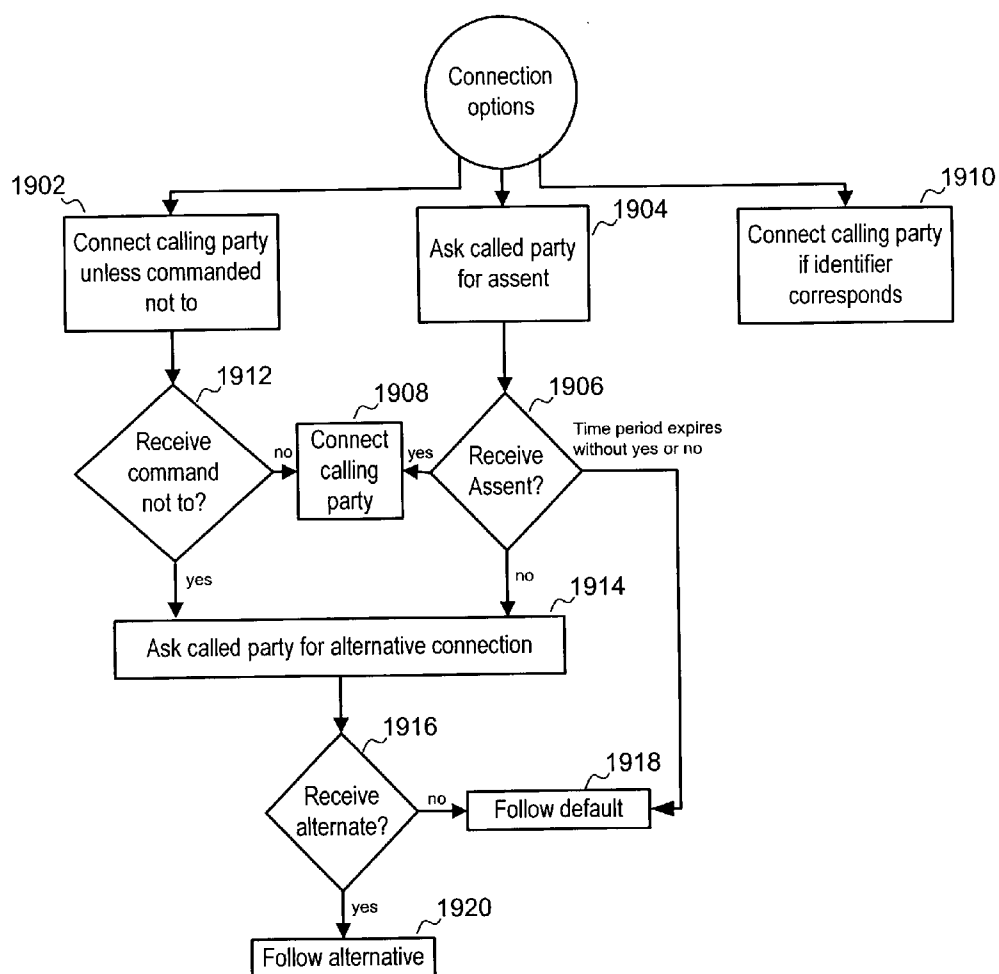 Connection
options
1902
Connect calling party
unless commanded
not to
1904
Ask called party
for assent
1910
Connect calling party
if identifier
corresponds
1912
Receive
command
not to?
no
1908
Connect
calling
party
yes
1906
Receive
Assent?
Time period expires
without yes or no
yes
no
1914
Ask called party for alternative connection
1916
Receive
alternate?
no
1918
Follow default
yes
1920
Follow alternative